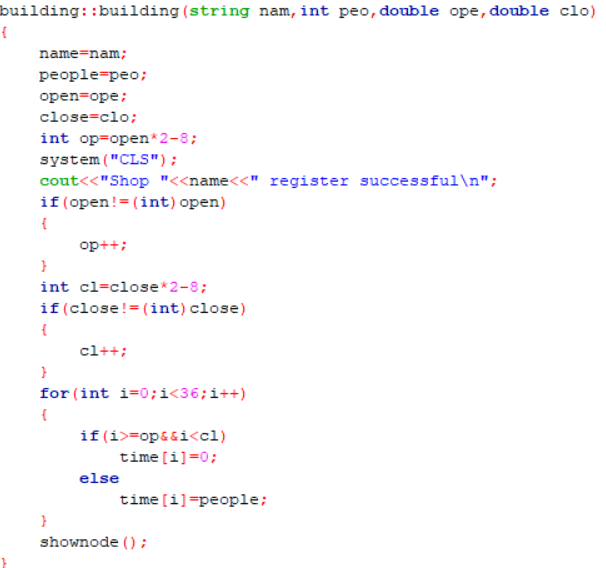 building::building(string nam,int peo,double ope,double clo)
{
    name=nam;
    people=peo;
    open=ope;
    close=clo;
    int op=open*2-8;
    system("CLS");
    cout<<"Shop "<<name<<" register successful\n";
    if(open!=(int)open)
    {
        op++;
    }
    int cl=close*2-8;
    if(close!=(int)close)
    {
        cl++;
    }
    for(int i=0;i<36;i++)
    {
        if(i>=op&&i<cl)
            time[i]=0;
        else
            time[i]=people;
    }
    shownode();
}